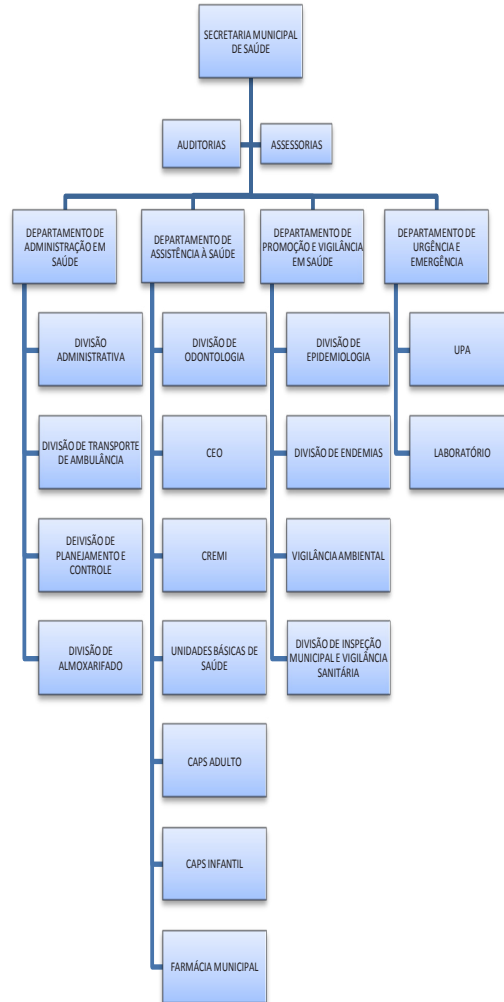 SECRETARIA MUNICIPAL
DE SAÚDE
AUDITORIAS
ASSESSORIAS
DEPARTAMENTO DE
ADMINISTRAÇÃO EM
SAÚDE
DEPARTAMENTO DE
ASSISTÊNCIA À SAÚDE
DEPARTAMENTO DE
PROMOÇÃO E VIGILÂNCIA
EM SAÚDE
DEPARTAMENTO DE
URGÊNCIA E
EMERGÊNCIA
DIVISÃO
ADMINISTRATIVA
DIVISÃO DE TRANSPORTE
DE AMBULÂNCIA
DEIVISÃO DE
PLANEJAMENTO E
CONTROLE
DIVISÃO DE
ALMOXARIFADO
DIVISÃO DE
ODONTOLOGIA
CEO
CREMI
UNIDADES BÁSICAS DE
SAÚDE
CAPS ADULTO
CAPS INFANTIL
FARMÁCIA MUNICIPAL
DIVISÃO DE
EPIDEMIOLOGIA
DIVISÃO DE ENDEMIAS
VIGILÂNCIA AMBIENTAL
DIVISÃO DE INSPEÇÃO
MUNICIPAL E VIGILÂNCIA
SANITÁRIA
UPA
LABORATÓRIO